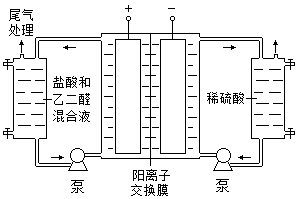 尾气
处理
+
−
盐酸和
乙二醛
混合液
稀硫酸
阳离子
交换膜
泵
泵